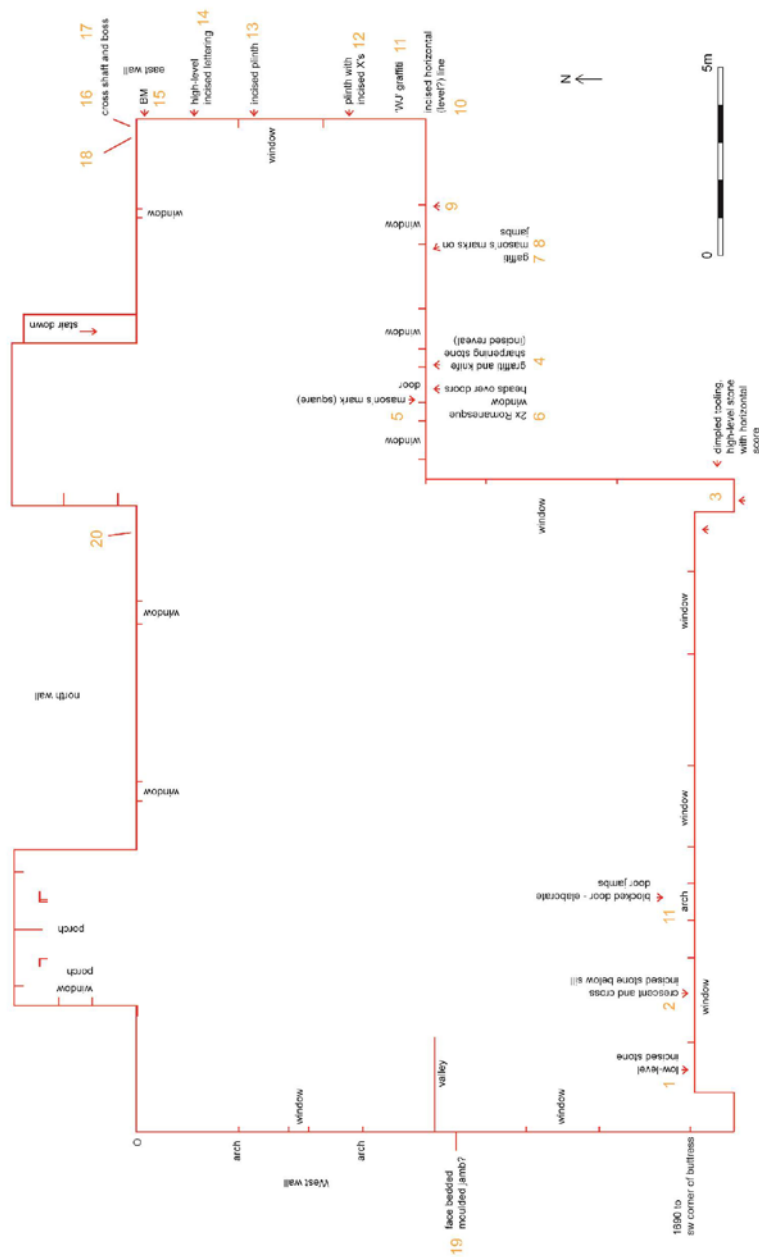 17
16
cross shaft and boss
east wall
BM
15
14
high-level
incised lettering
13
incised plinth
12
plinth with
incised X's
11
'WJ' graffiti
10
incised horizontal
(level?) line
18
window
window
N
0
5m
stair down
9
window
gaffiti
mason's marks on
jambs
7 8
window
graffiti and knife
sharpening stone
(incised reveal)
4
door
mason's mark (square)
5
2x Romanesque
window
heads over doors
6
window
dimpled tooling,
high-level stone
with horizontal
score
3
20
window
window
north wall
window
window
window
porch
porch
window
blocked door - elaborate
door jambs
11
arch
crescent and cross
incised stone below sill
2
window
low-level
incised stone
1
valley
window
window
O
arch
arch
West wall
face bedded
moulded jamb?
19
1690 to
sw corner of buttress